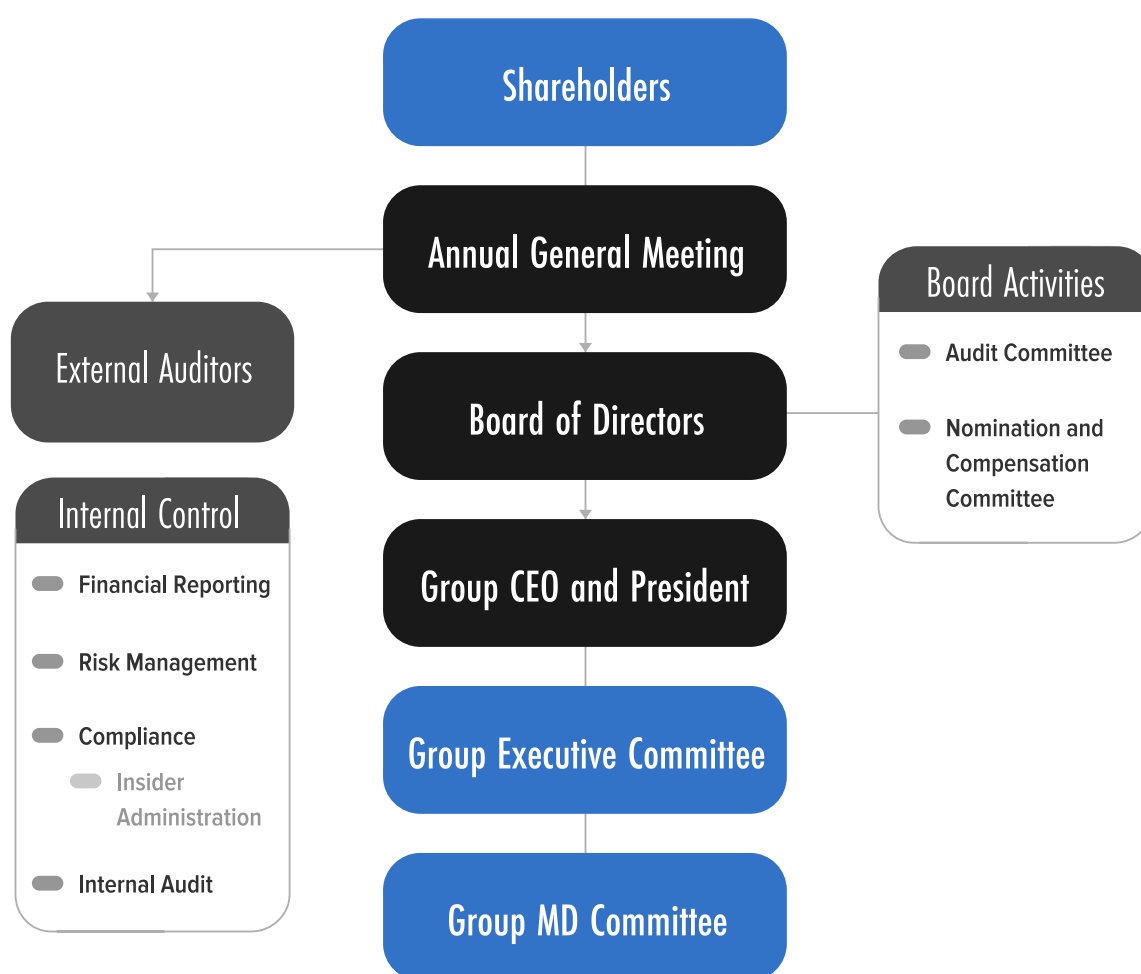 Shareholders
Annual General Meeting
External Auditors
Board Activities
Audit Committee
Nomination and
Compensation
Committee
Board of Directors
Internal Control
Financial Reporting
Risk Management
Compliance
Insider
Administration
Internal Audit
Group CEO and President
Group Executive Committee
Group MD Committee